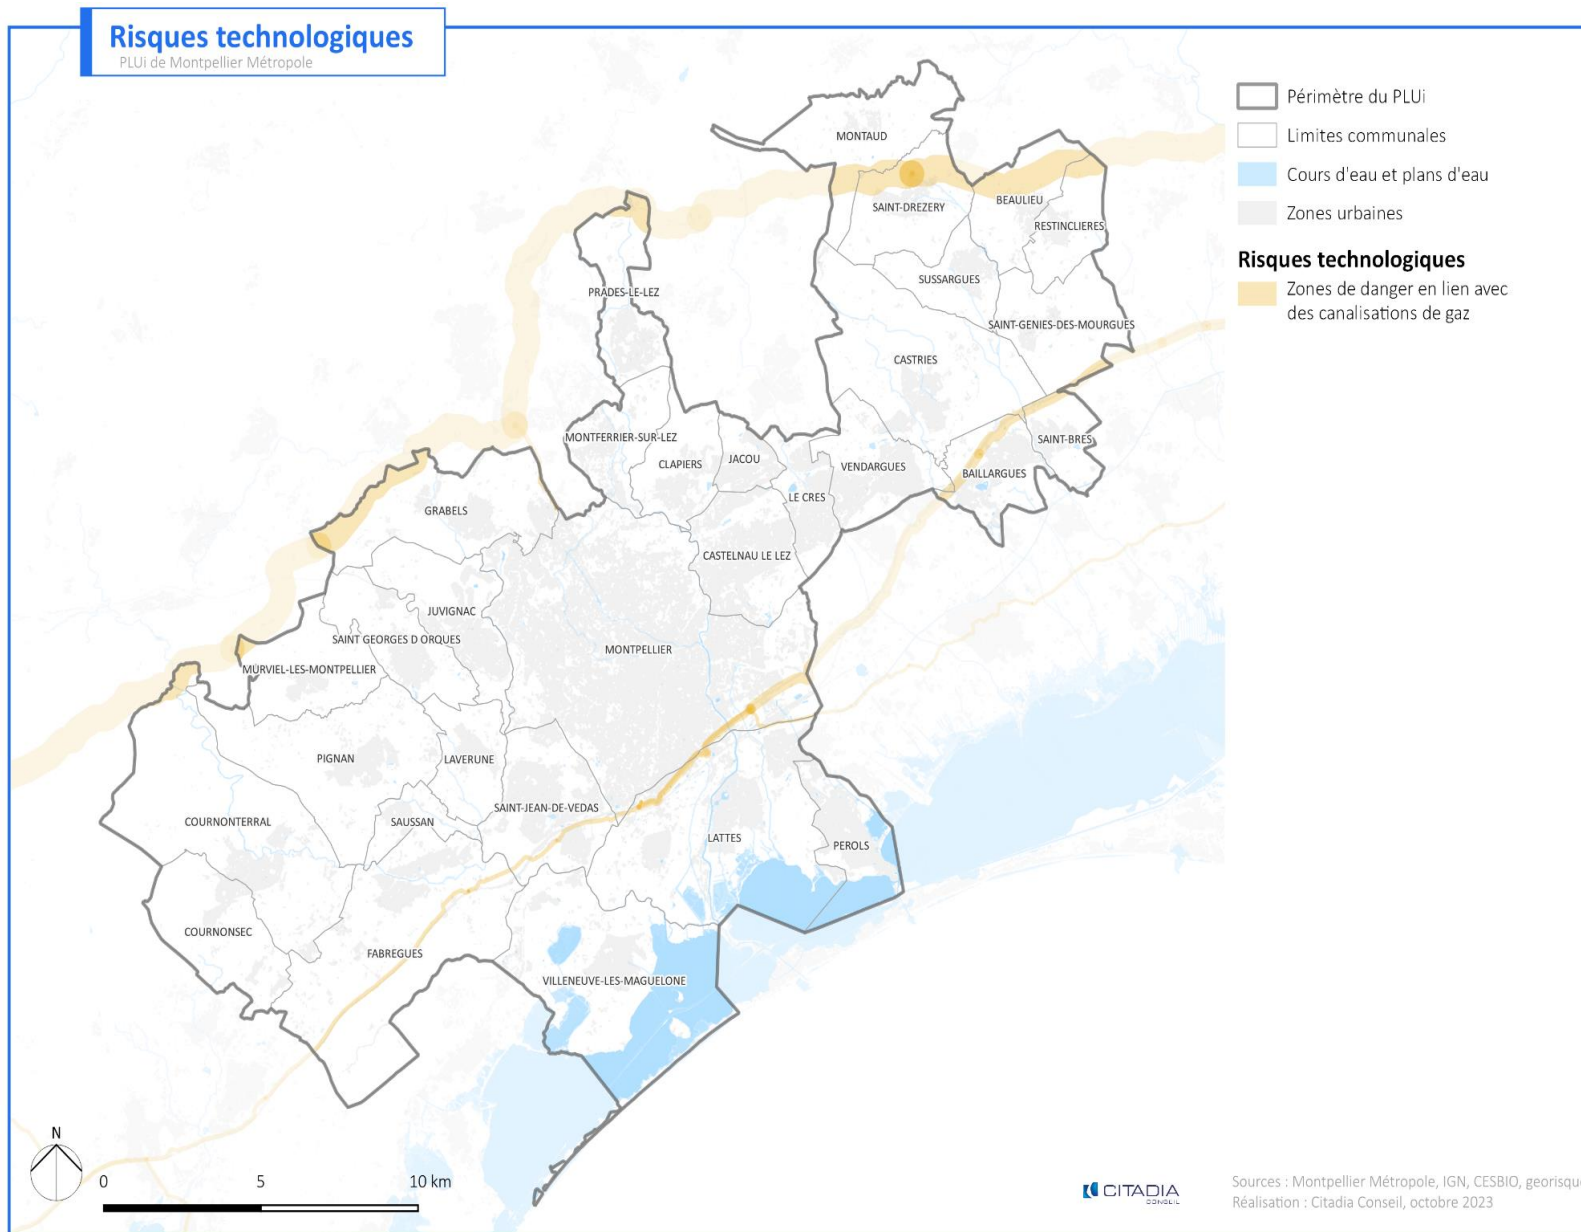 Risques technologiques
PLUi de Montpellier Métropole
Périmètre du PLUi
Limites communales
Cours d'eau et plans d'eau
Zones urbaines
Risques technologiques
Zones de danger en lien avec
des canalisations de gaz
MONTAUD
SAINT-DREZERY
BEAULIEU
RESTINCLIERES
SUSSARGUES
PRADES-LE-LEZ
SAINT-GENIES-DES-MOURGUES
CASTRIES
MONTFERRIER-SUR-LEZ
SAINT-BRES
CLAPIERS
JACOU
VENDARGUES
BAILLARGUES
LE CRES
GRABELS
CASTELNAU LE LEZ
JUVIGNAC
SAINT GEORGES D ORQUES
MONTPELLIER
MURVIEL-LES-MONTPELLIER
PIGNAN
LAVERUNE
SAINT-JEAN-DE-VEDAS
COURNONTERRAL
SAUSSAN
LATTES
PEROLS
COURNONSEC
FABREGUES
VILLENEUVE-LES-MAGUELONE
N
0 5 10 km
CITADIA
CONSEIL
Sources : Montpellier Métropole, IGN, CESBIO, georisque
Réalisation : Citadia Conseil, octobre 2023